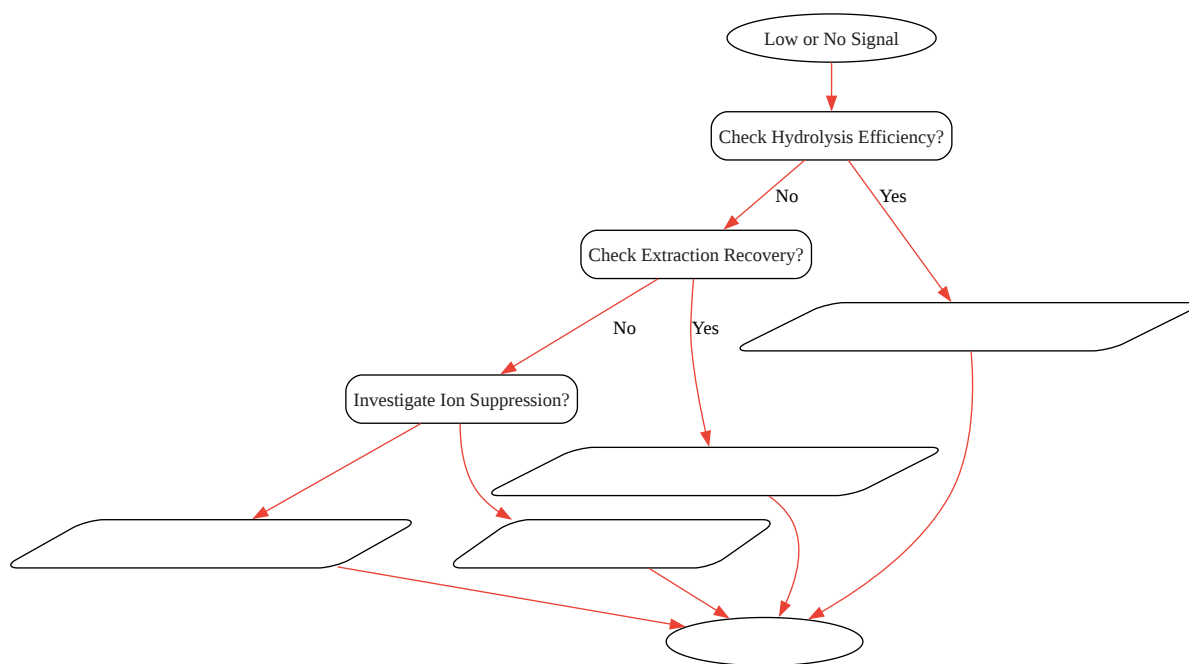 Low or No Signal
Check Hydrolysis Efficiency?
No
Yes
Check Extraction Recovery?
No
Yes
Investigate Ion Suppression?